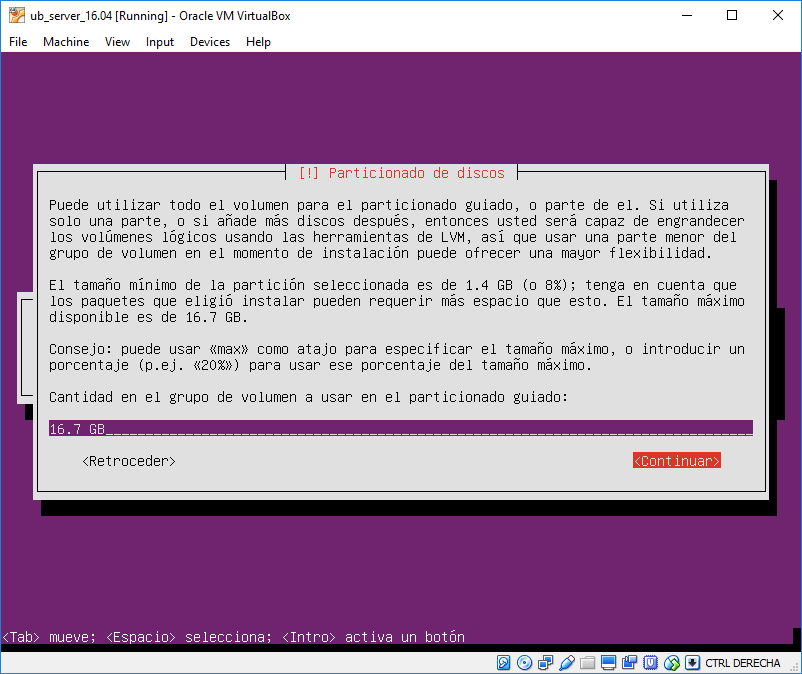 ub_server_16.04 [Running] - Oracle VM VirtualBox
File Machine View Input Devices Help
[!] Particionado de discos
Puede utilizar todo el volumen para el particionado guiado, o parte de el. Si utiliza
solo una parte, o si añade más discos después, entonces usted será capaz de engrandecer
los volúmenes lógicos usando las herramientas de LVM, así que usar una parte menor del
grupo de volumen en el momento de instalación puede ofrecer una mayor flexibilidad.
El tamaño mínimo de la partición seleccionada es de 1.4 GB (o 8%); tenga en cuenta que
los paquetes que eligió instalar pueden requerir más espacio que esto. El tamaño máximo
disponible es de 16.7 GB.
Consejo: puede usar «max» como atajo para especificar el tamaño máximo, o introducir un
porcentaje (p.ej. «20%») para usar ese porcentaje del tamaño máximo.
Cantidad en el grupo de volumen a usar en el particionado guiado:
16.7 GB
<Retroceder> <Continuar>
<Tab> mueve; <Espacio> selecciona; <Intro> activa un botón
CTRL DERECHA